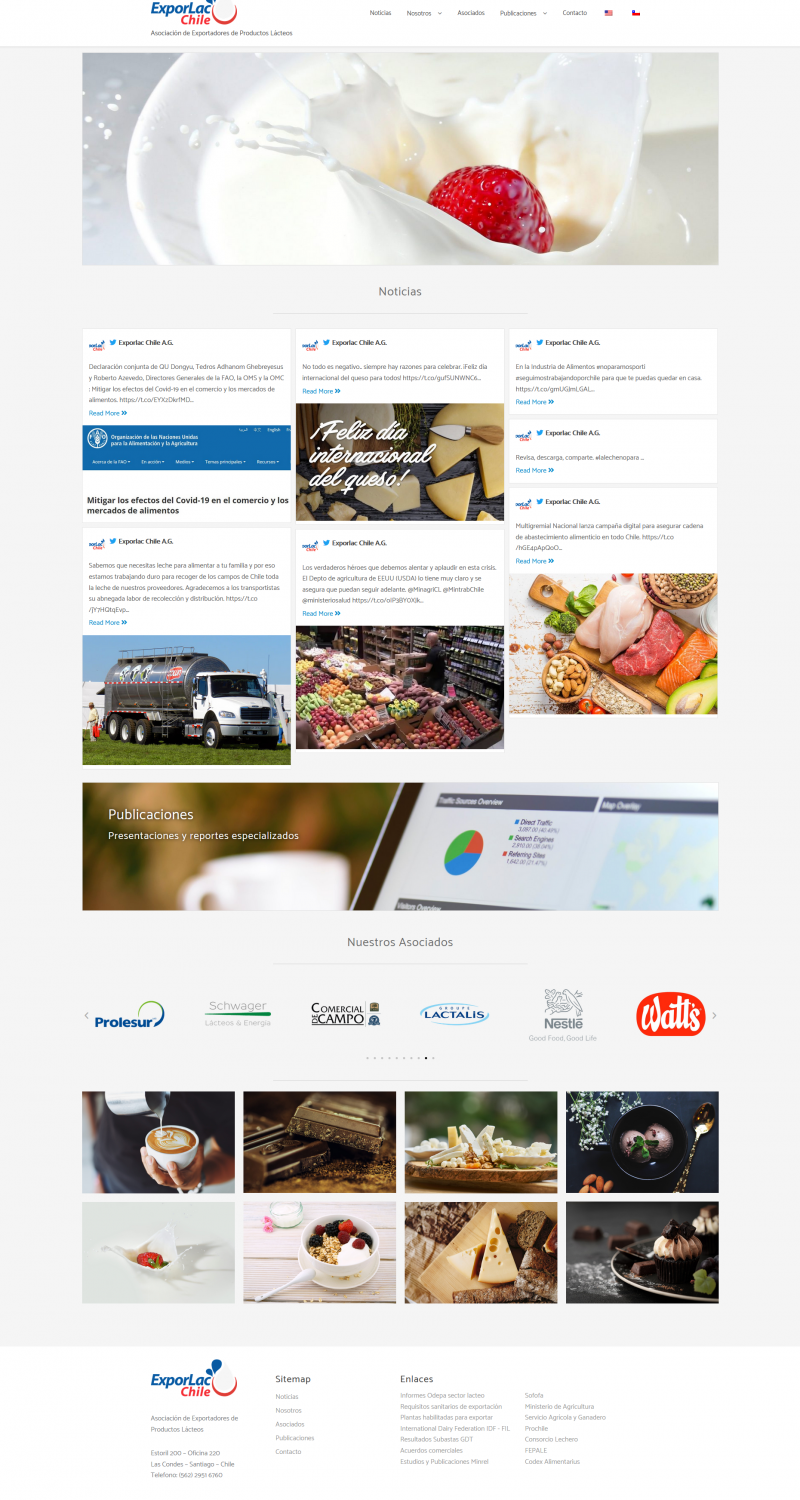 ExporLac
Chile
Asociación de Exportadores de Productos Lácteos
Noticias
Nosotros
Asociados
Publicaciones
Contacto
Noticias
Exporlac Chile A.G.
Declaración conjunta de QU Dongyu, Tedros Adhanom Ghebreyesus
y Roberto Azevedo, Directores Generales de la FAO, la OMS y la OMC
: Mitigar los efectos del Covid-19 en el comercio y los mercados de
Read More
Organización de las Naciones Unidas
para la Alimentación y la Agricultura
English
Acerca de la FAO
En acción
Medios
Temas principales
Recursos
Mitigar los efectos del Covid-19 en el comercio y los
mercados de alimentos
Exporlac Chile A.G.
Sabemos que necesitas leche para alimentar a tu familia y por eso
estamos trabajando duro para recoger de los campos de Chile toda
la leche de nuestros proveedores. Agradecemos a los transportistas
su abnegada labor de recolección y distribución. https://t.co
Read More
Exporlac Chile A.G.
No todo es negativo.. siempre hay razones para celebrar. ¡Feliz día
internacional del queso para todos!
Read More
¡Feliz día
internacional
del queso!
Exporlac Chile A.G.
Los verdaderos héroes que debemos alentar y aplaudir en esta crisis.
El Depto de agricultura de EEUU (USDA) lo tiene muy claro y se
asegura que puedan seguir adelante. @MinagriCL @MintrabChile
@ministeriosalud
Read More
Exporlac Chile A.G.
En la Industria de Alimentos #noparamosporti
#seguimostrabajandoporchile para que te puedas quedar en casa.
Read More
Exporlac Chile A.G.
Revisa, descarga, comparte. #lalechenopara ...
Read More
Exporlac Chile A.G.
Multigremial Nacional lanza campaña digital para asegurar cadena
de abastecimiento alimenticio en todo Chile. https://t.co
Read More
Publicaciones
Presentaciones y reportes especializados
Traffic Sources Overview
Map Overlay
Direct Traffic
3,097.00 (40.49%)
Search Engines
Referring Sites
Visitors Overview
Nuestros Asociados
Prolesur
Schwager
Lácteos & Energía
Comercial
de Campo
GROUPE
LACTALIS
Nestlé
Good Food, Good Life
Watt's
ExporLac
Chile
Asociación de Exportadores de
Productos Lácteos
Estoril 200 – Oficina 220
Las Condes – Santiago – Chile
Telefono: (562) 2951 6760
Sitemap
Noticias
Nosotros
Asociados
Publicaciones
Contacto
Enlaces
Informes Odepa sector lacteo
Requisitos sanitarios de exportación
Plantas habilitadas para exportar
International Dairy Federation IDF - FIL
Resultados Subastas GDT
Acuerdos comerciales
Estudios y Publicaciones Minrel
Sofofa
Ministerio de Agricultura
Servicio Agrícola y Ganadero
Prochile
Consorcio Lechero
FEPALE
Codex Alimentarius